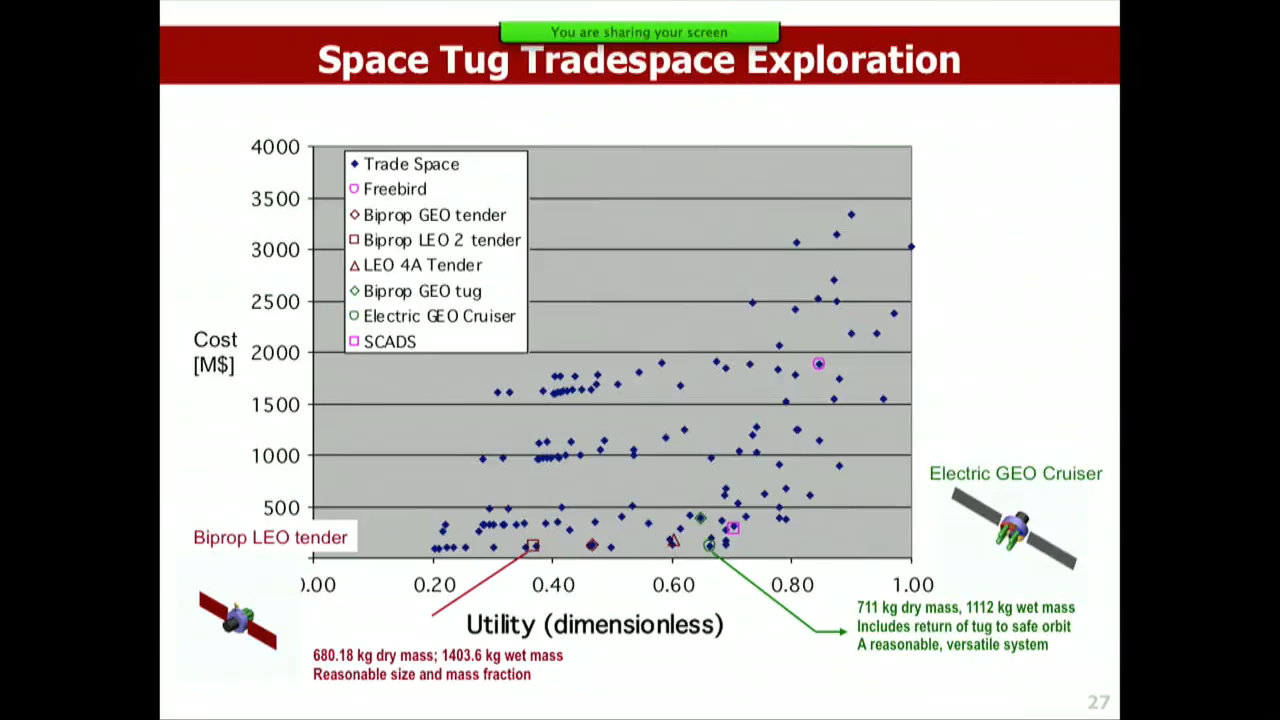 You are sharing your screen
Space Tug Tradespace Exploration
4000
3500
3000
2500
2000
1500
1000
500
Cost
[M$]
Trade Space
Freebird
Biprop GEO tender
Biprop LEO 2 tender
LEO 4A Tender
Biprop GEO tug
Electric GEO Cruiser
SCADS
Electric GEO Cruiser
Biprop LEO tender
0.00
0.20
0.40
0.60
0.80
1.00
Utility (dimensionless)
711 kg dry mass, 1112 kg wet mass
Includes return of tug to safe orbit
A reasonable, versatile system
680.18 kg dry mass; 1403.6 kg wet mass
Reasonable size and mass fraction
27